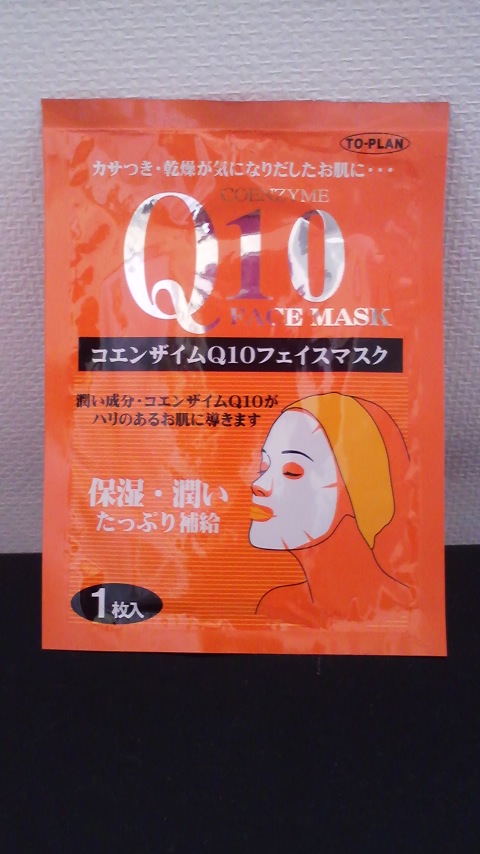 TO-PLAN
カサつき・乾燥が気になりだしたお肌に・・・
COENZYME
Q10
FACE MASK
コエンザイムQ10フェイスマスク
潤い成分・コエンザイムQ10が
ハリのあるお肌に導きます
保湿・潤い
たっぷり補給
1枚入